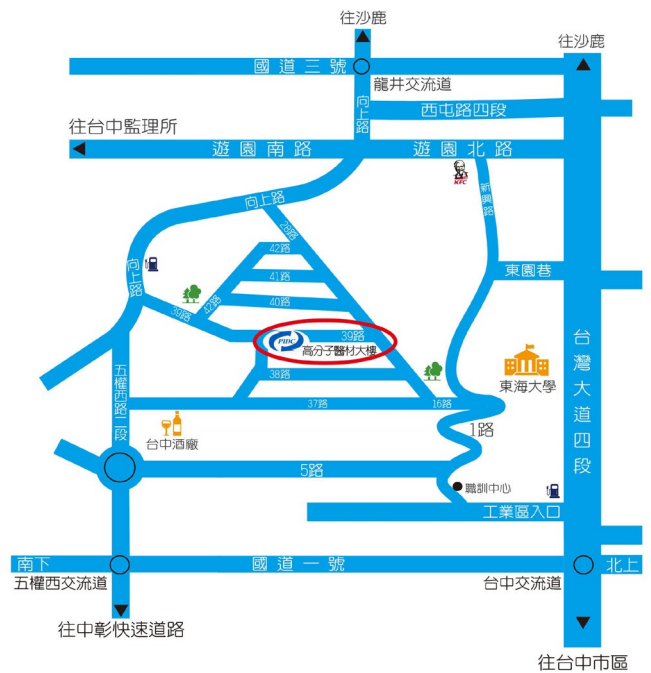 往沙鹿
往沙鹿
國道三號
龍井交流道
向上路
西屯路四段
往台中監理所
遊園南路
遊園北路
KFC
新興路
向上路
28路
42路
向上路
41路
東園巷
42路
40路
39路
PIDC
39路
高分子醫材大樓
台灣大道四段
五權西路二段
38路
東海大學
37路
16路
台中酒廠
1路
5路
職訓中心
工業區入口
南下
國道一號
北上
五權西交流道
台中交流道
往中彰快速道路
往台中市區